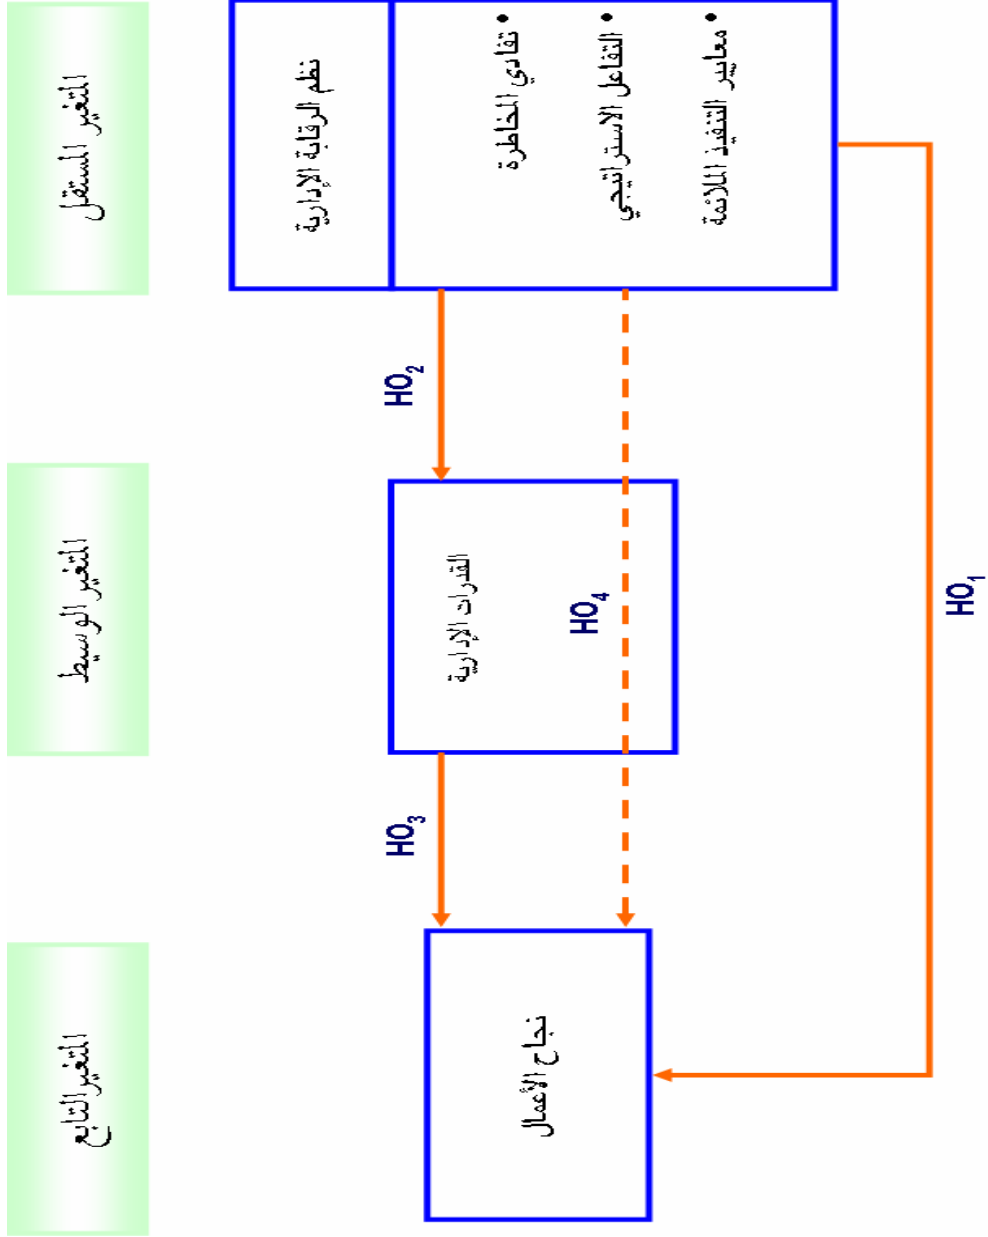 المتغير المستقل
المتغير الوسيط
المتغير التابع
نظم الرقابة الإدارية
• تفادي المخاطرة
• التفاعل الاستراتيجي
• معايير التنفيذ الملائمة
HO2
القدرات الإدارية
HO4
HO3
نجاح الأعمال
HO1